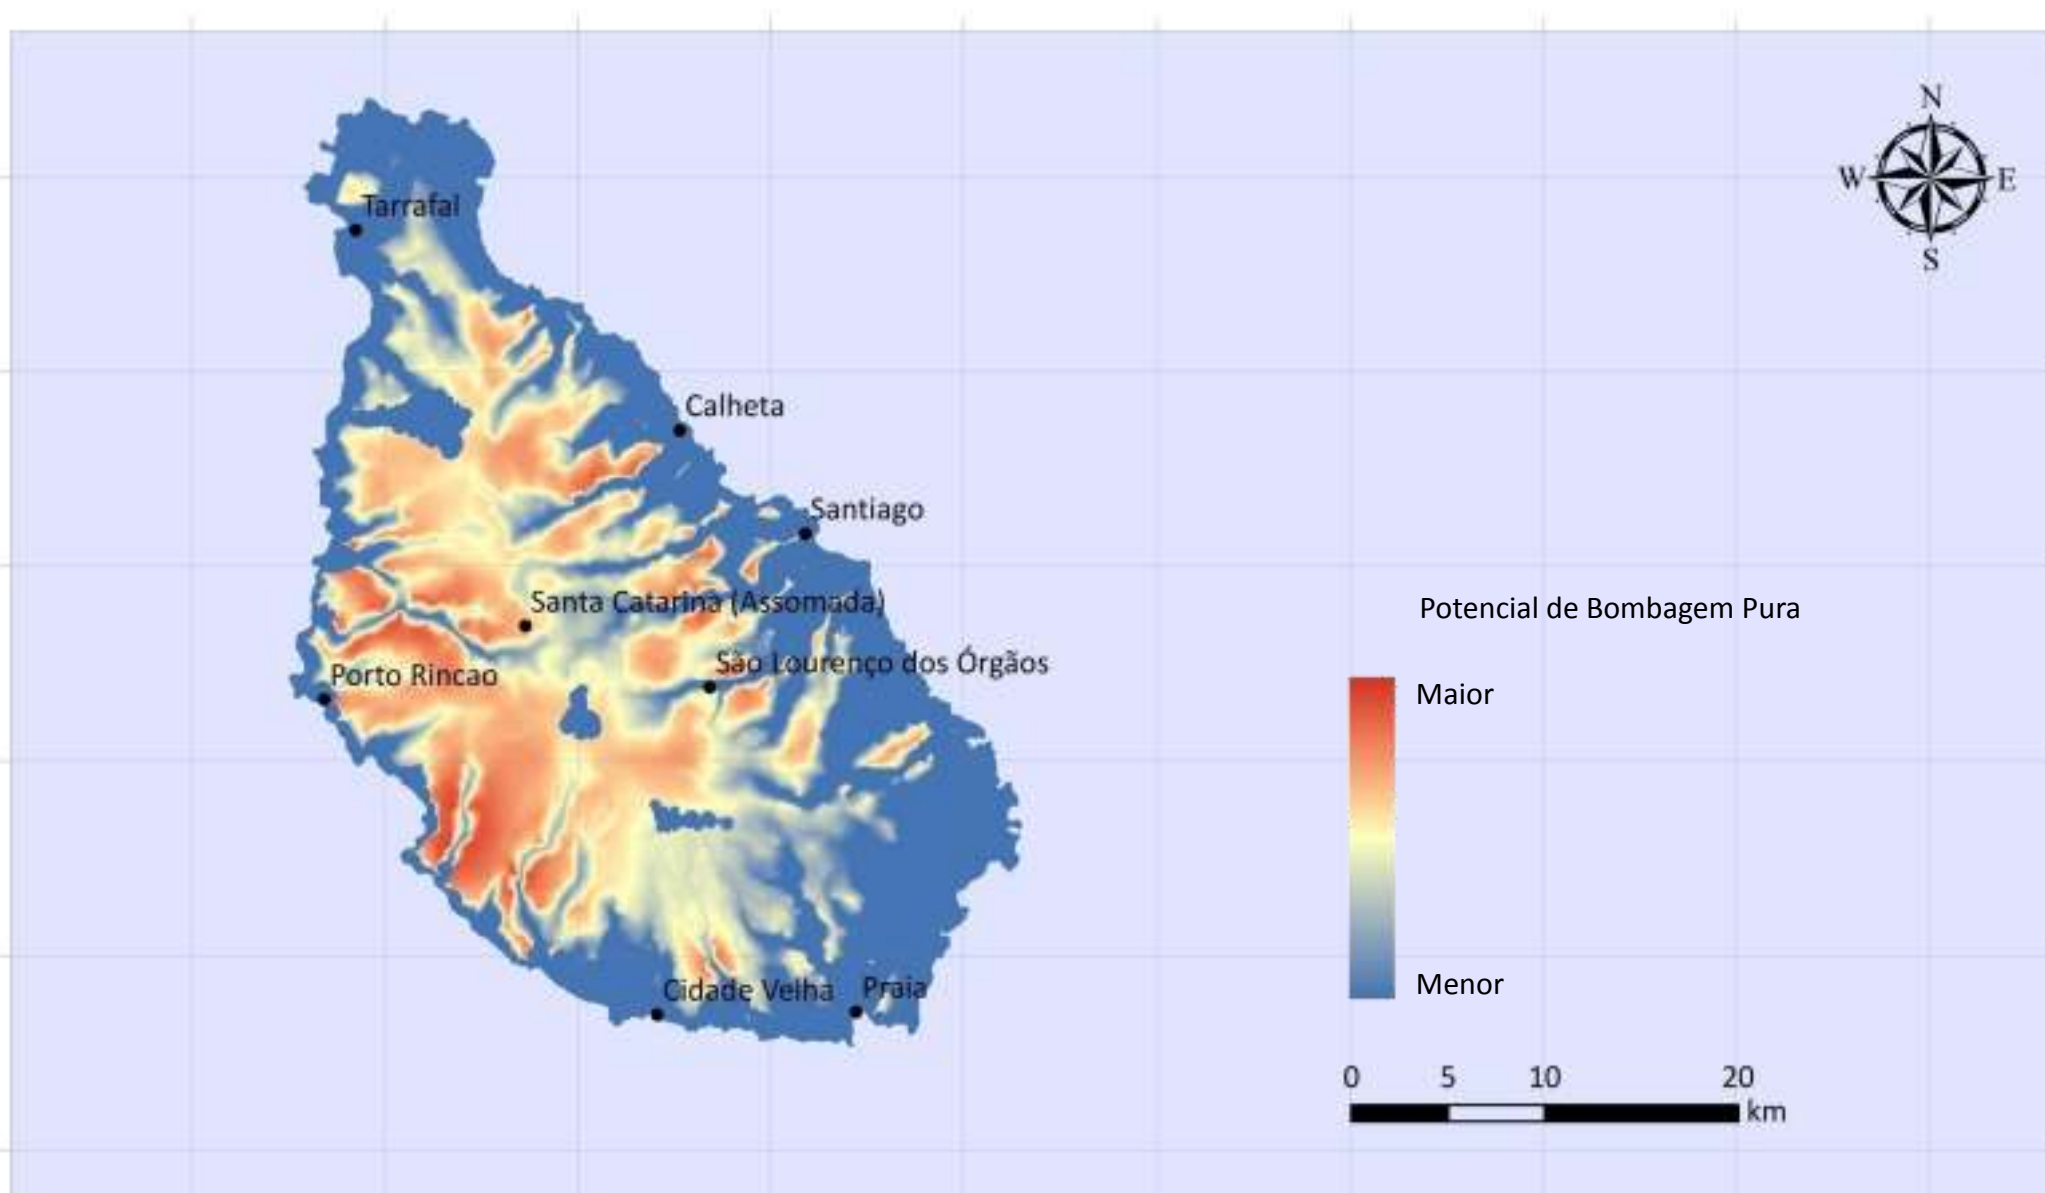 N
W E
S
Tarrafal
Calheta
Santiago
Santa Catarina (Assomada)
São Lourenço dos Órgãos
Porto Rincao
Cidade Velha
Praia
Potencial de Bombagem Pura
Maior
Menor
0 5 10 20
km